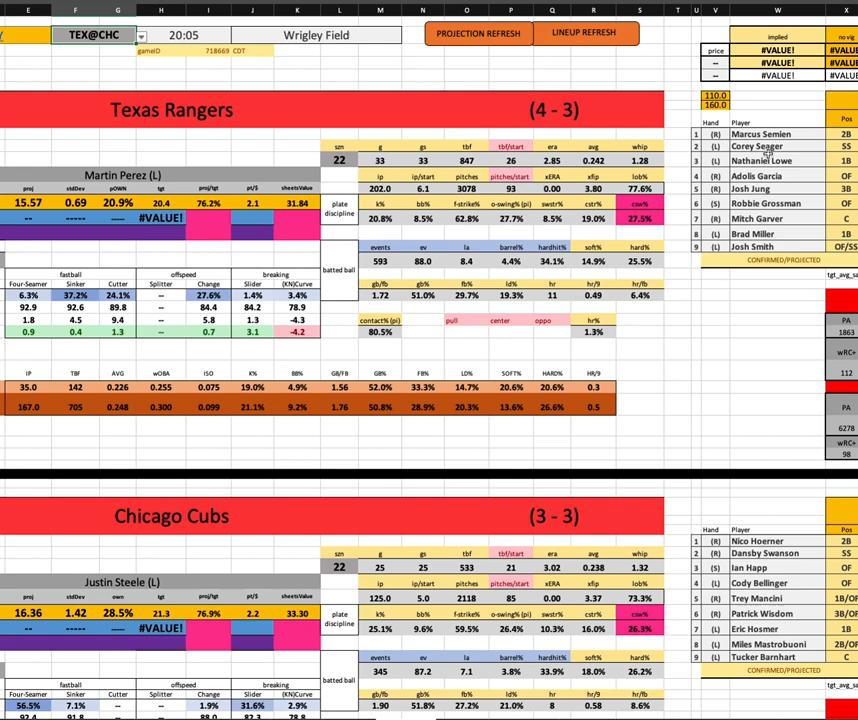 E F G H I J K L M N O P Q R S T U V W X
TEX@CHC 20:05 Wrigley Field PROJECTION REFRESH LINEUP REFRESH
implied no vig
gameID 718669 CDT
price #VALUE! #VALUE!
-- #VALUE! #VALUE!
-- #VALUE! #VALUE!
110.0
160.0
Texas Rangers (4 - 3)
Hand Player Pos
1 (R) Marcus Semien 2B
2 (L) Corey Seager SS
3 (L) Nathaniel Lowe 1B
4 (R) Adolis Garcia OF
5 (R) Josh Jung 3B
6 (S) Robbie Grossman OF
7 (R) Mitch Garver C
8 (L) Brad Miller 1B
9 (L) Josh Smith OF/SS
CONFIRMED/PROJECTED
szn g gs tbf tbf/start era avg whip
22 33 33 847 26 2.85 0.242 1.28
Martin Perez (L)
ip ip/start pitches pitches/start xERA xfip lob%
202.0 6.1 3078 93 0.00 3.80 77.6%
proj stdDev pOWN tgt proj/tgt pt/$ sheetsValue
15.57 0.69 20.9% 20.4 76.2% 2.1 31.84
-- ----- ----- #VALUE!
plate discipline
k% bb% f-strike% o-swing% (pi) swstr% cstr% csw%
20.8% 8.5% 62.8% 27.7% 8.5% 19.0% 27.5%
batted ball
events ev la barrel% hardhit% soft% hard%
593 88.0 8.4 4.4% 34.1% 14.9% 25.5%
gb/fb gb% fb% ld% hr hr/9 hr/fb
1.72 51.0% 29.7% 19.3% 11 0.49 6.4%
contact% (pi) pull center oppo hr%
80.5% 1.3%
fastball offspeed breaking
Four-Seamer Sinker Cutter Splitter Change Slider (KN)Curve
6.3% 37.2% 24.1% -- 27.6% 1.4% 3.4%
92.9 92.6 89.8 -- 84.4 84.2 78.9
1.8 4.5 9.4 -- 5.8 1.3 -4.3
0.9 0.4 1.3 -- 0.7 3.1 -4.2
tgt_avg_sa
PA
1863
wRC+
112
PA
6278
wRC+
98
IP TBF AVG wOBA ISO K% BB% GB/FB GB% FB% LD% SOFT% HARD% HR/9
35.0 142 0.226 0.255 0.075 19.0% 4.9% 1.56 52.0% 33.3% 14.7% 20.6% 20.6% 0.3
167.0 705 0.248 0.300 0.099 21.1% 9.2% 1.76 50.8% 28.9% 20.3% 13.6% 26.6% 0.5
Chicago Cubs (3 - 3)
Hand Player Pos
1 (R) Nico Hoerner 2B
2 (R) Dansby Swanson SS
3 (S) Ian Happ OF
4 (L) Cody Bellinger OF
5 (R) Trey Mancini 1B/OF
6 (R) Patrick Wisdom 3B/OF
7 (L) Eric Hosmer 1B
8 (L) Miles Mastrobuoni 2B/OF
9 (L) Tucker Barnhart C
CONFIRMED/PROJECTED
tgt_avg_sa
szn g gs tbf tbf/start era avg whip
22 25 25 533 21 3.02 0.238 1.32
Justin Steele (L)
ip ip/start pitches pitches/start xERA xfip lob%
125.0 5.0 2118 85 0.00 3.37 73.3%
proj stdDev own tgt proj/tgt pt/$ sheetsValue
16.36 1.42 28.5% 21.3 76.9% 2.2 33.30
-- ----- ----- #VALUE!
plate discipline
k% bb% f-strike% o-swing% (pi) swstr% cstr% csw%
25.1% 9.6% 59.5% 26.4% 10.3% 16.0% 26.3%
batted ball
events ev la barrel% hardhit% soft% hard%
345 87.2 7.1 3.8% 33.9% 18.0% 26.2%
gb/fb gb% fb% ld% hr hr/9 hr/fb
1.90 51.8% 27.2% 21.0% 8 0.58 8.6%
fastball offspeed breaking
Four-Seamer Sinker Cutter Splitter Change Slider (KN)Curve
56.5% 7.1% -- -- 1.9% 31.6% 2.9%
92.4 91.8 -- -- 88.0 82.3 78.8